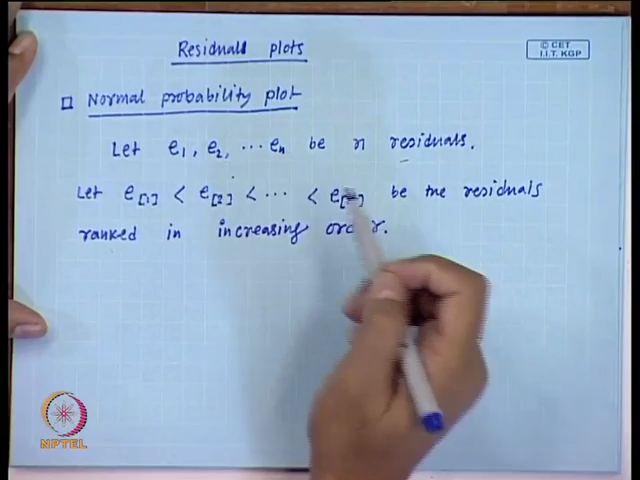 Residuall plots
© CET
I.I.T. KGP
Normal probability plot
Let e1, e2, ... en be n residuals.
Let e[1] < e[2] < ... < e[ ] be the residuals
ranked in increasing order.
NPTEL